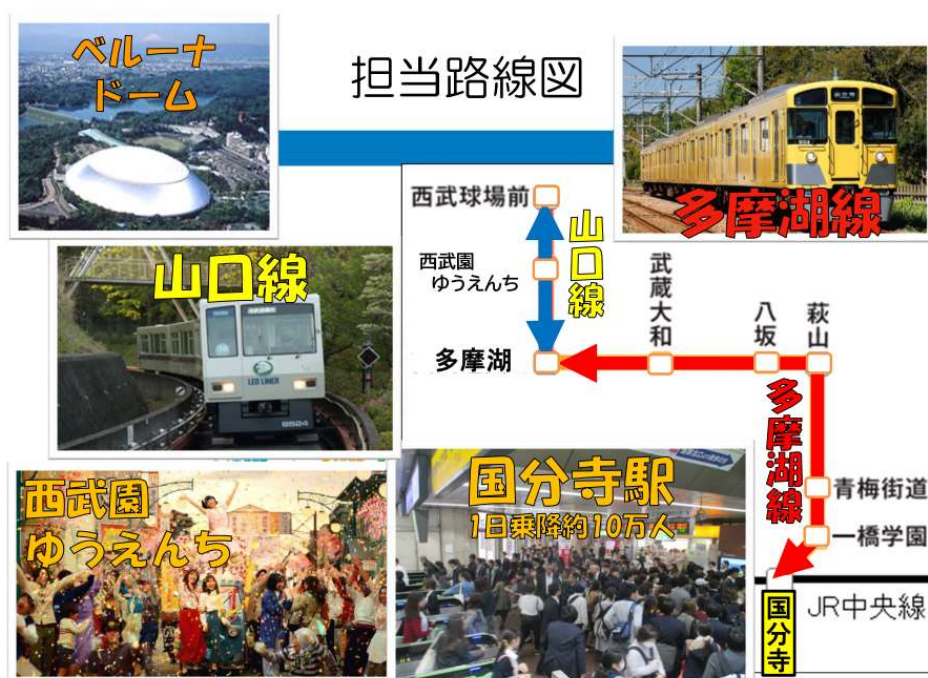 ベルーナ
ドーム
担当路線図
多摩湖線
山口線
LEO LINER
8524
西武球場前
西武園
ゆうえんち
多摩湖
山口線
武蔵大和
八坂
萩山
多摩湖線
青梅街道
一橋学園
国分寺
JR中央線
西武園
ゆうえんち
国分寺駅
1日乗降約10万人